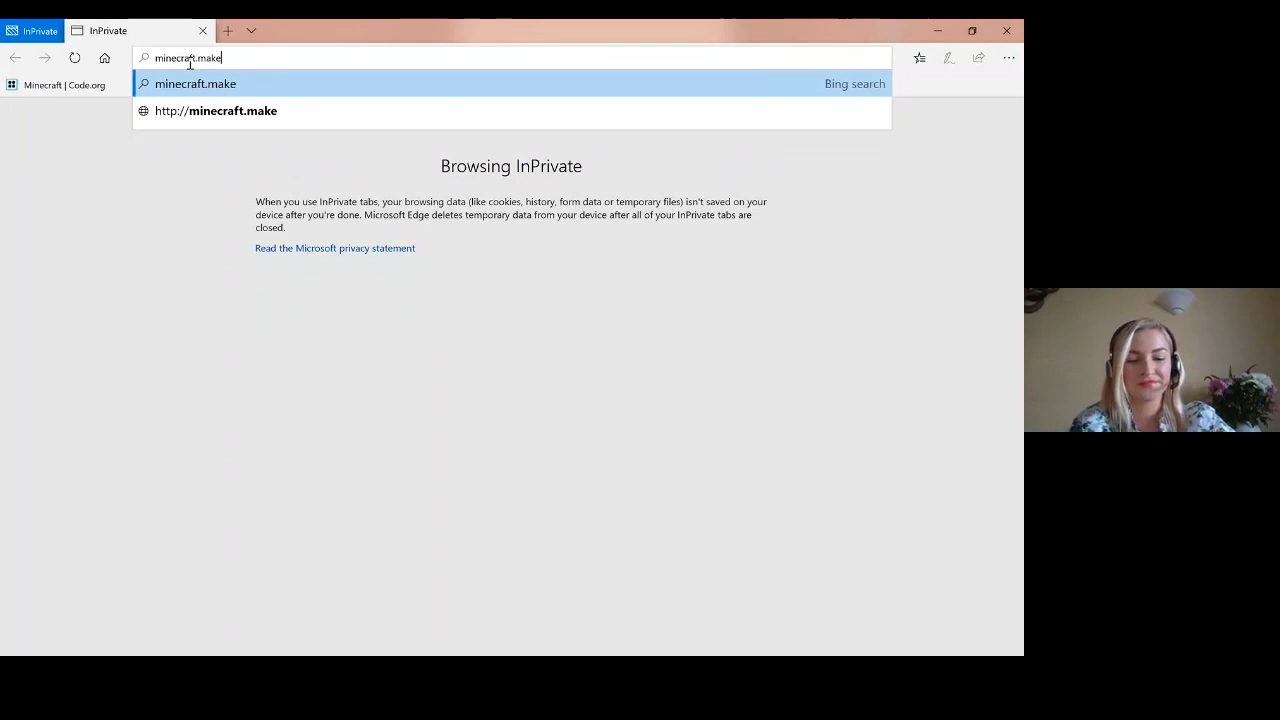 InPrivate
InPrivate
minecraft.make
Minecraft | Code.org
minecraft.make
Bing search
http://minecraft.make
Browsing InPrivate
When you use InPrivate tabs, your browsing data (like cookies, history, form data or temporary files) isn't saved on your
device after you're done. Microsoft Edge deletes temporary data from your device after all of your InPrivate tabs are
closed.
Read the Microsoft privacy statement